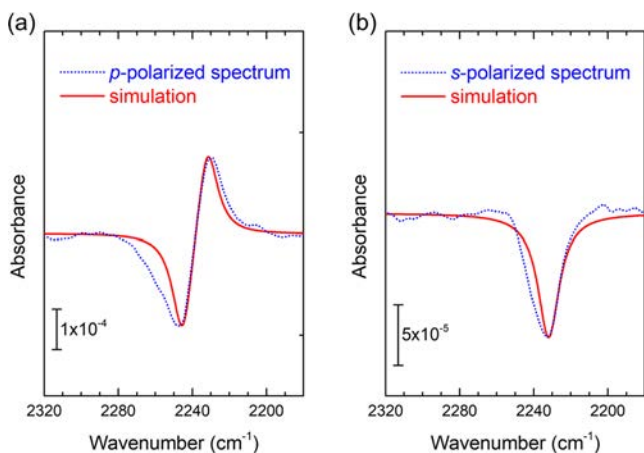 (a)
p-polarized spectrum
simulation
Absorbance
1x10⁻⁴
2320 2280 2240 2200
Wavenumber (cm⁻¹)
(b)
s-polarized spectrum
simulation
Absorbance
5x10⁻⁵
2320 2280 2240 2200
Wavenumber (cm⁻¹)